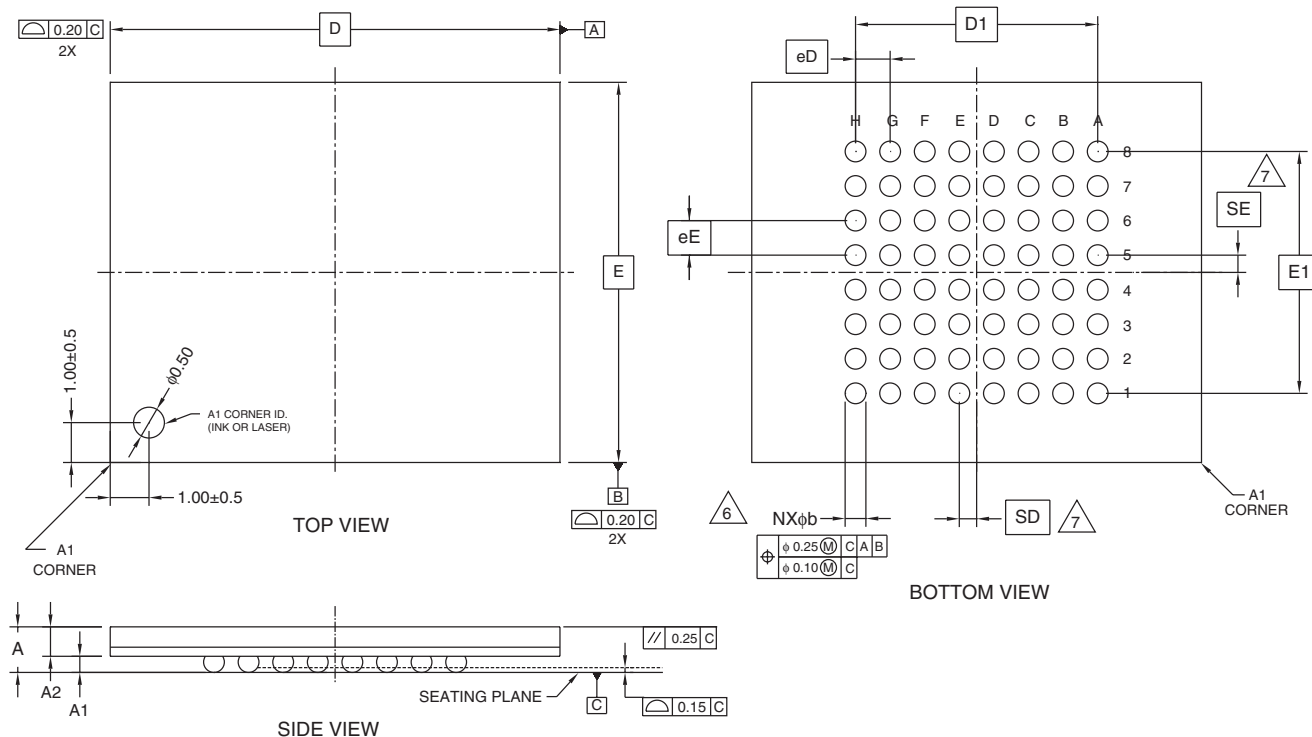 ⌓ 0.20 C
2X
D
A
E
1.00±0.5
ϕ0.50
A1 CORNER ID.
(INK OR LASER)
1.00±0.5
A1
CORNER
B
⌓ 0.20 C
2X
TOP VIEW
D1
eD
H G F E D C B A
8
7
6
5
4
3
2
1
eE
SE
7
E1
6
NXϕb
⌖ ϕ 0.25 Ⓜ C A B
ϕ 0.10 Ⓜ C
SD
7
A1
CORNER
BOTTOM VIEW
A
A2
A1
// 0.25 C
SEATING PLANE
C
⌓ 0.15 C
SIDE VIEW